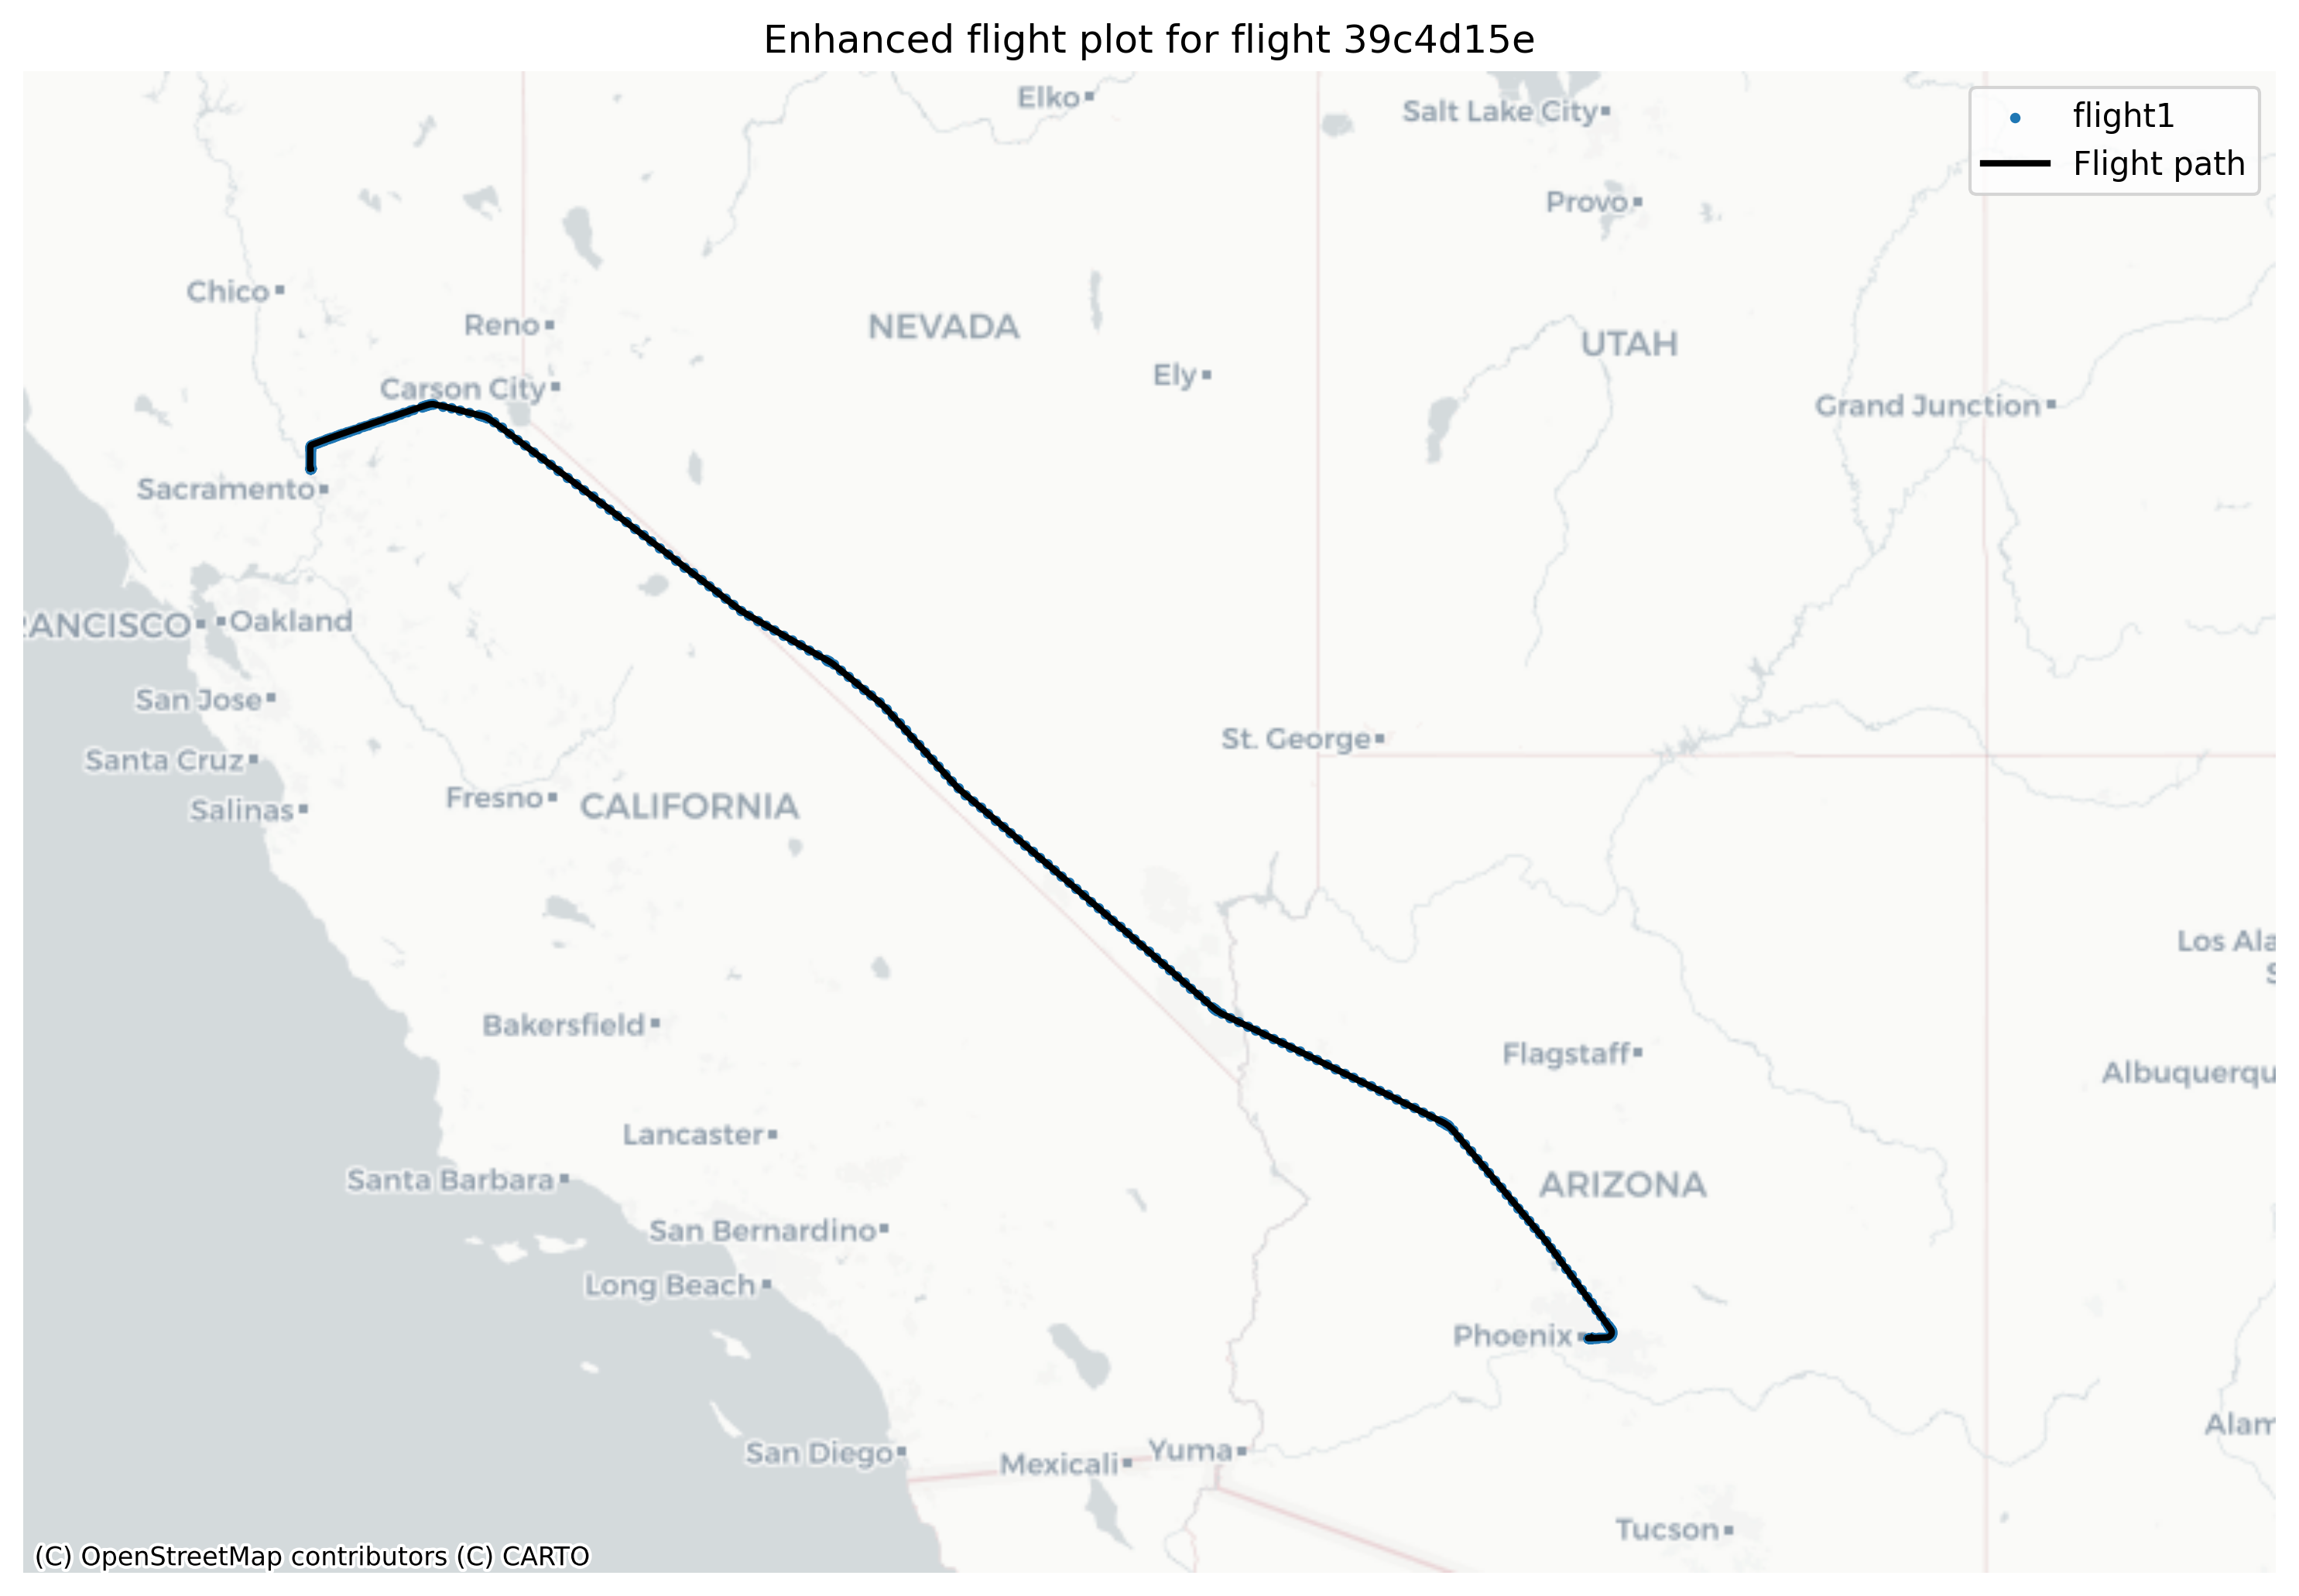 Enhanced flight plot for flight 39c4d15e
flight1
Flight path
Elko
Salt Lake City
Provo
Chico
Reno
NEVADA
UTAH
Carson City
Ely
Grand Junction
Sacramento
RANCISCO
Oakland
San Jose
St. George
Santa Cruz
Fresno
CALIFORNIA
Salinas
Los Ala
S
Bakersfield
Flagstaff
Albuquerqu
Lancaster
Santa Barbara
ARIZONA
San Bernardino
Long Beach
Phoenix
Alam
San Diego
Mexicali
Yuma
Tucson
(C) OpenStreetMap contributors (C) CARTO